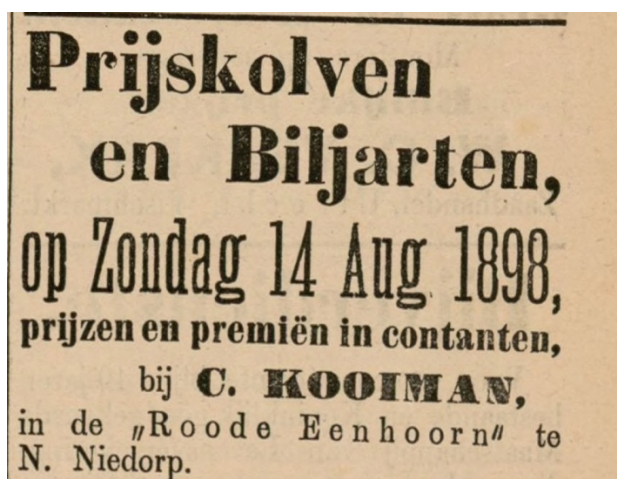 Prijskolven
en Biljarten,
op Zondag 14 Aug 1898,
prijzen en premiën in contanten,
bij C. KOOIMAN,
in de „Roode Eenhoorn” te
N. Niedorp.